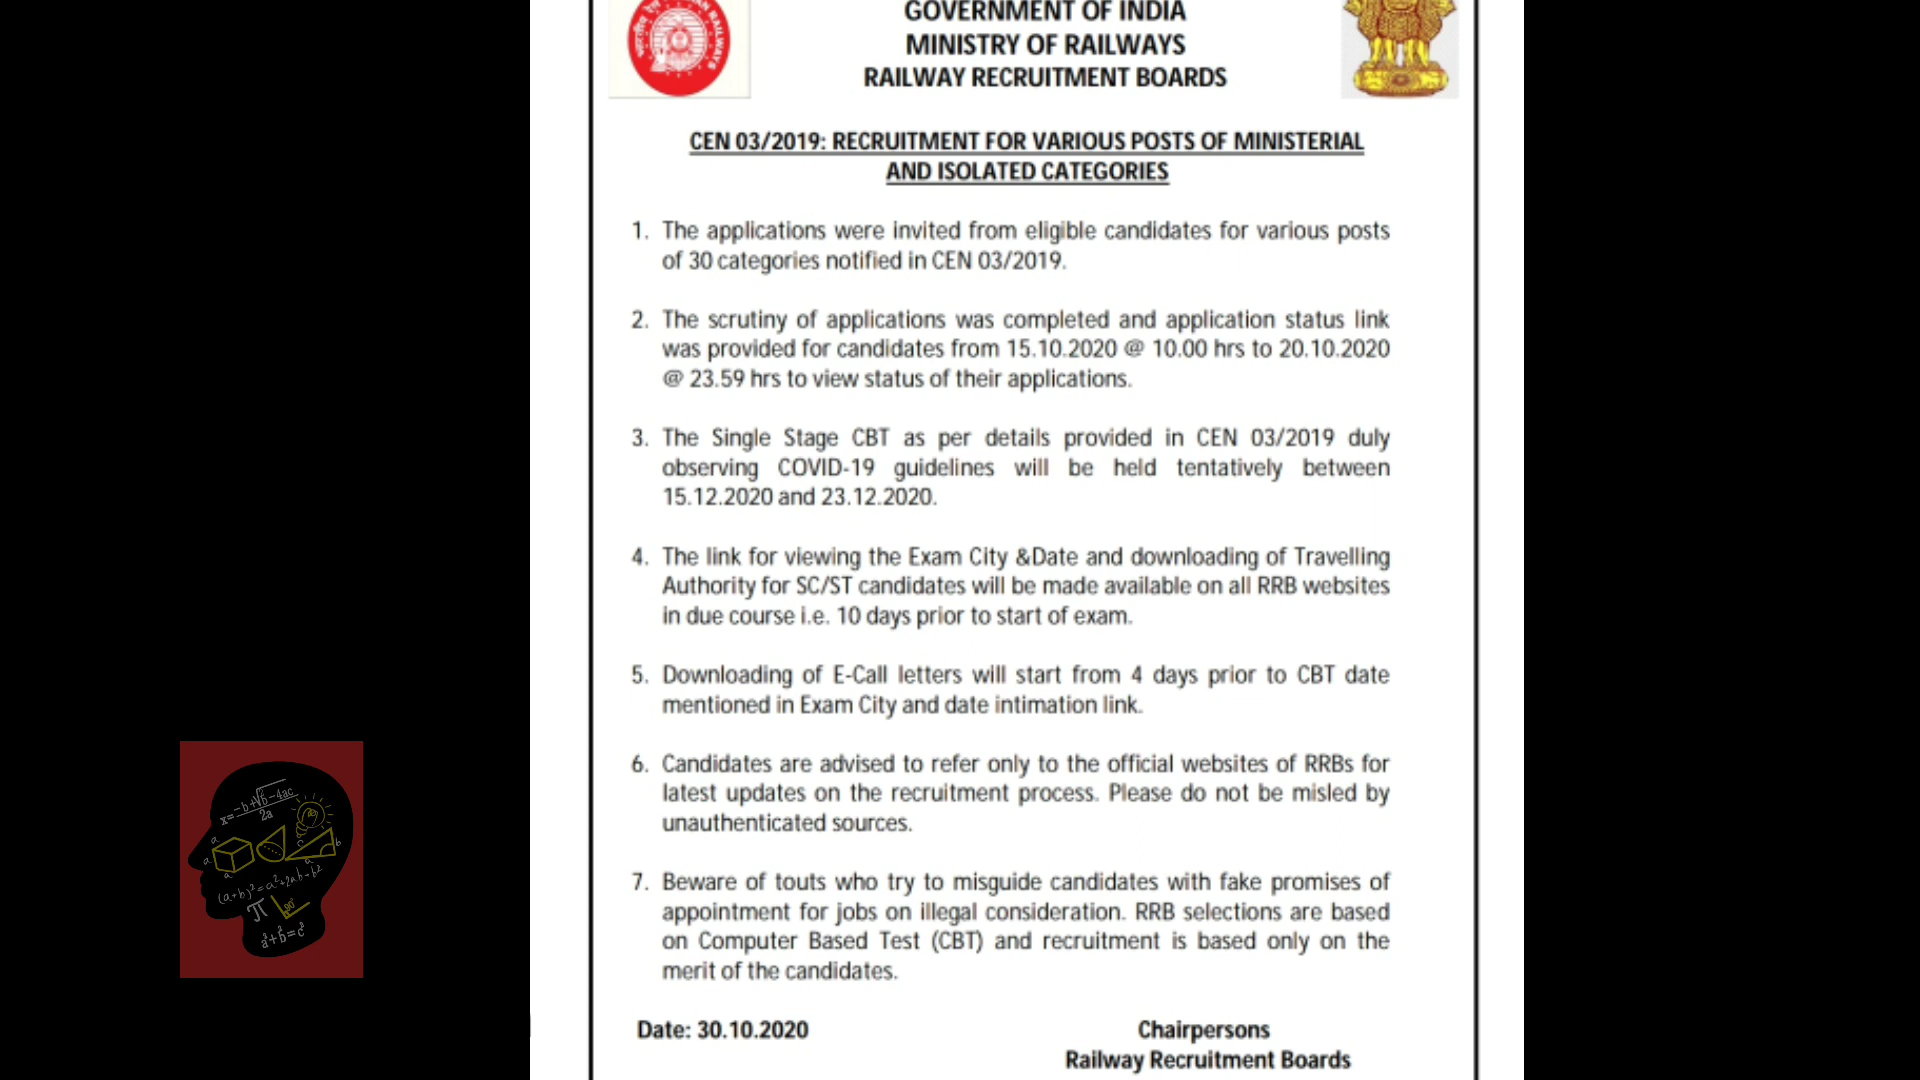 GOVERNMENT OF INDIA
MINISTRY OF RAILWAYS
RAILWAY RECRUITMENT BOARDS
CEN 03/2019: RECRUITMENT FOR VARIOUS POSTS OF MINISTERIAL
AND ISOLATED CATEGORIES
1. The applications were invited from eligible candidates for various posts
of 30 categories notified in CEN 03/2019.
2. The scrutiny of applications was completed and application status link
was provided for candidates from 15.10.2020 @ 10.00 hrs to 20.10.2020
@ 23.59 hrs to view status of their applications.
3. The Single Stage CBT as per details provided in CEN 03/2019 duly
observing COVID-19 guidelines will be held tentatively between
15.12.2020 and 23.12.2020.
4. The link for viewing the Exam City &Date and downloading of Travelling
Authority for SC/ST candidates will be made available on all RRB websites
in due course i.e. 10 days prior to start of exam.
5. Downloading of E-Call letters will start from 4 days prior to CBT date
mentioned in Exam City and date intimation link.
6. Candidates are advised to refer only to the official websites of RRBs for
latest updates on the recruitment process. Please do not be misled by
unauthenticated sources.
7. Beware of touts who try to misguide candidates with fake promises of
appointment for jobs on illegal consideration. RRB selections are based
on Computer Based Test (CBT) and recruitment is based only on the
merit of the candidates.
Date: 30.10.2020
Chairpersons
Railway Recruitment Boards
x= -b+√b-4ac
2a
a
a
a
c
b
a
(a+b)²=a²+2ab+b²
π
90°
a²+b²=c²